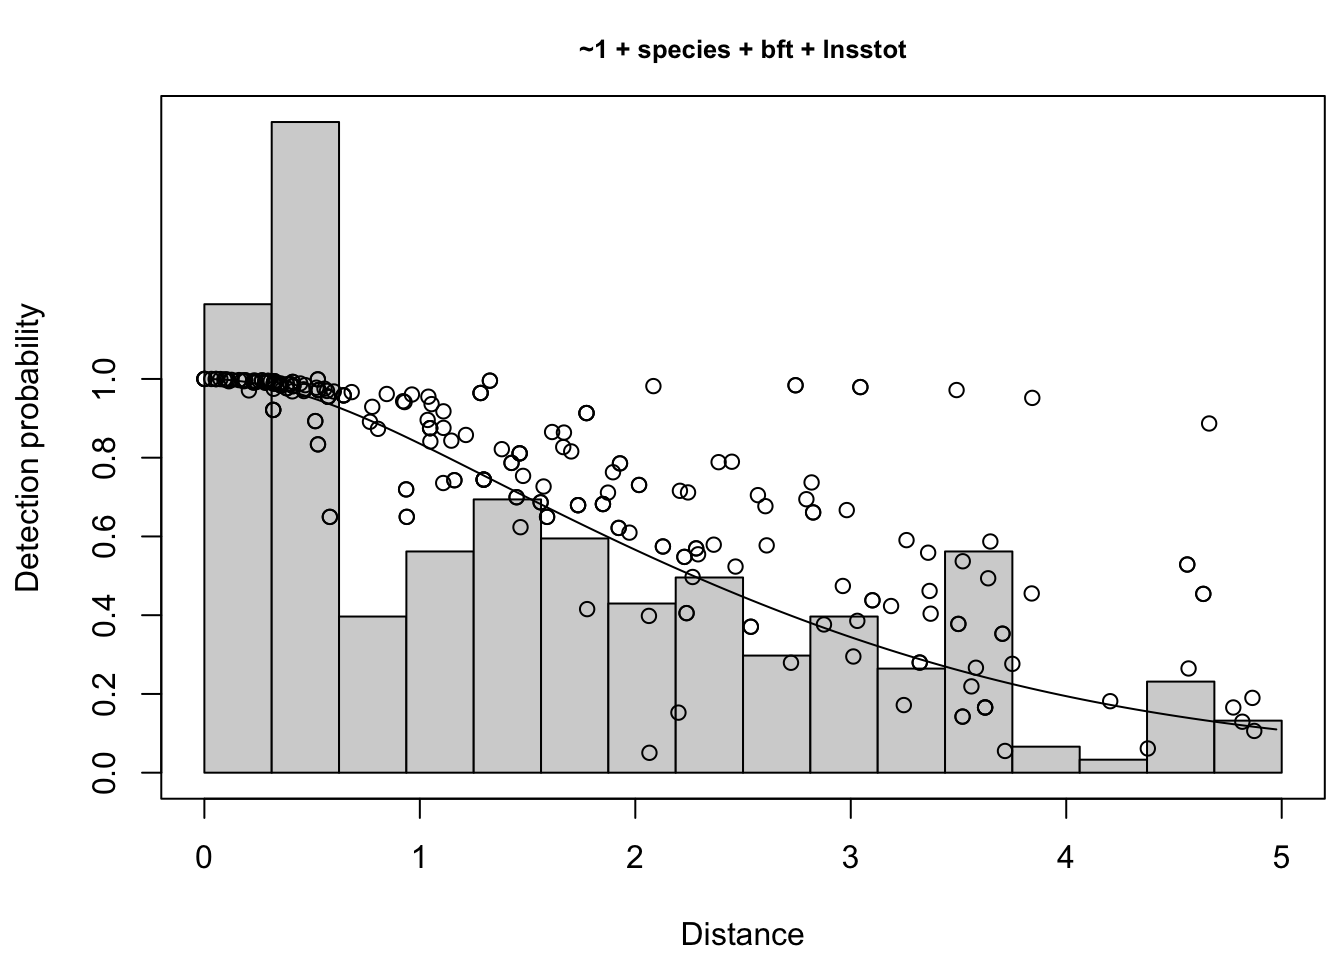 ~1 + species + bft + lnsstot
Detection probability
1.0
0.8
0.6
0.4
0.2
0.0
0 1 2 3 4 5
Distance